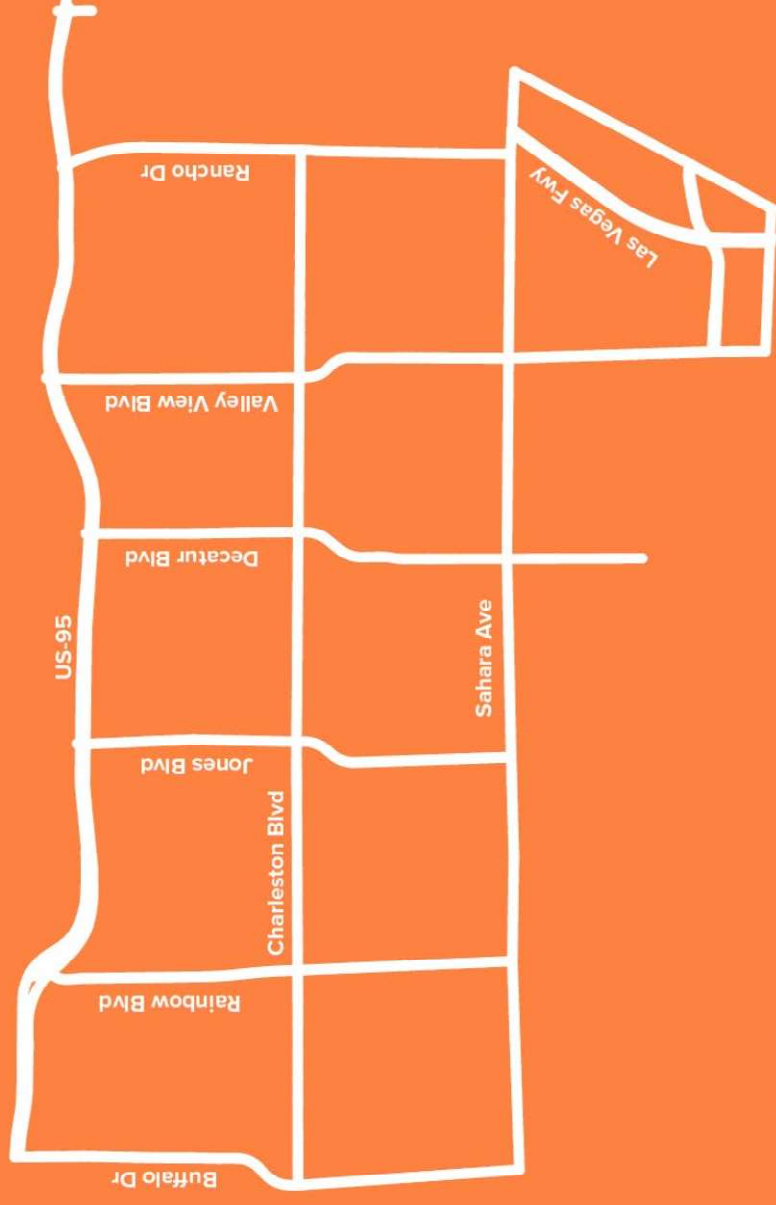 US-95
Rancho Dr
Valley View Blvd
Decatur Blvd
Jones Blvd
Rainbow Blvd
Buffalo Dr
Charleston Blvd
Sahara Ave
Las Vegas Fwy